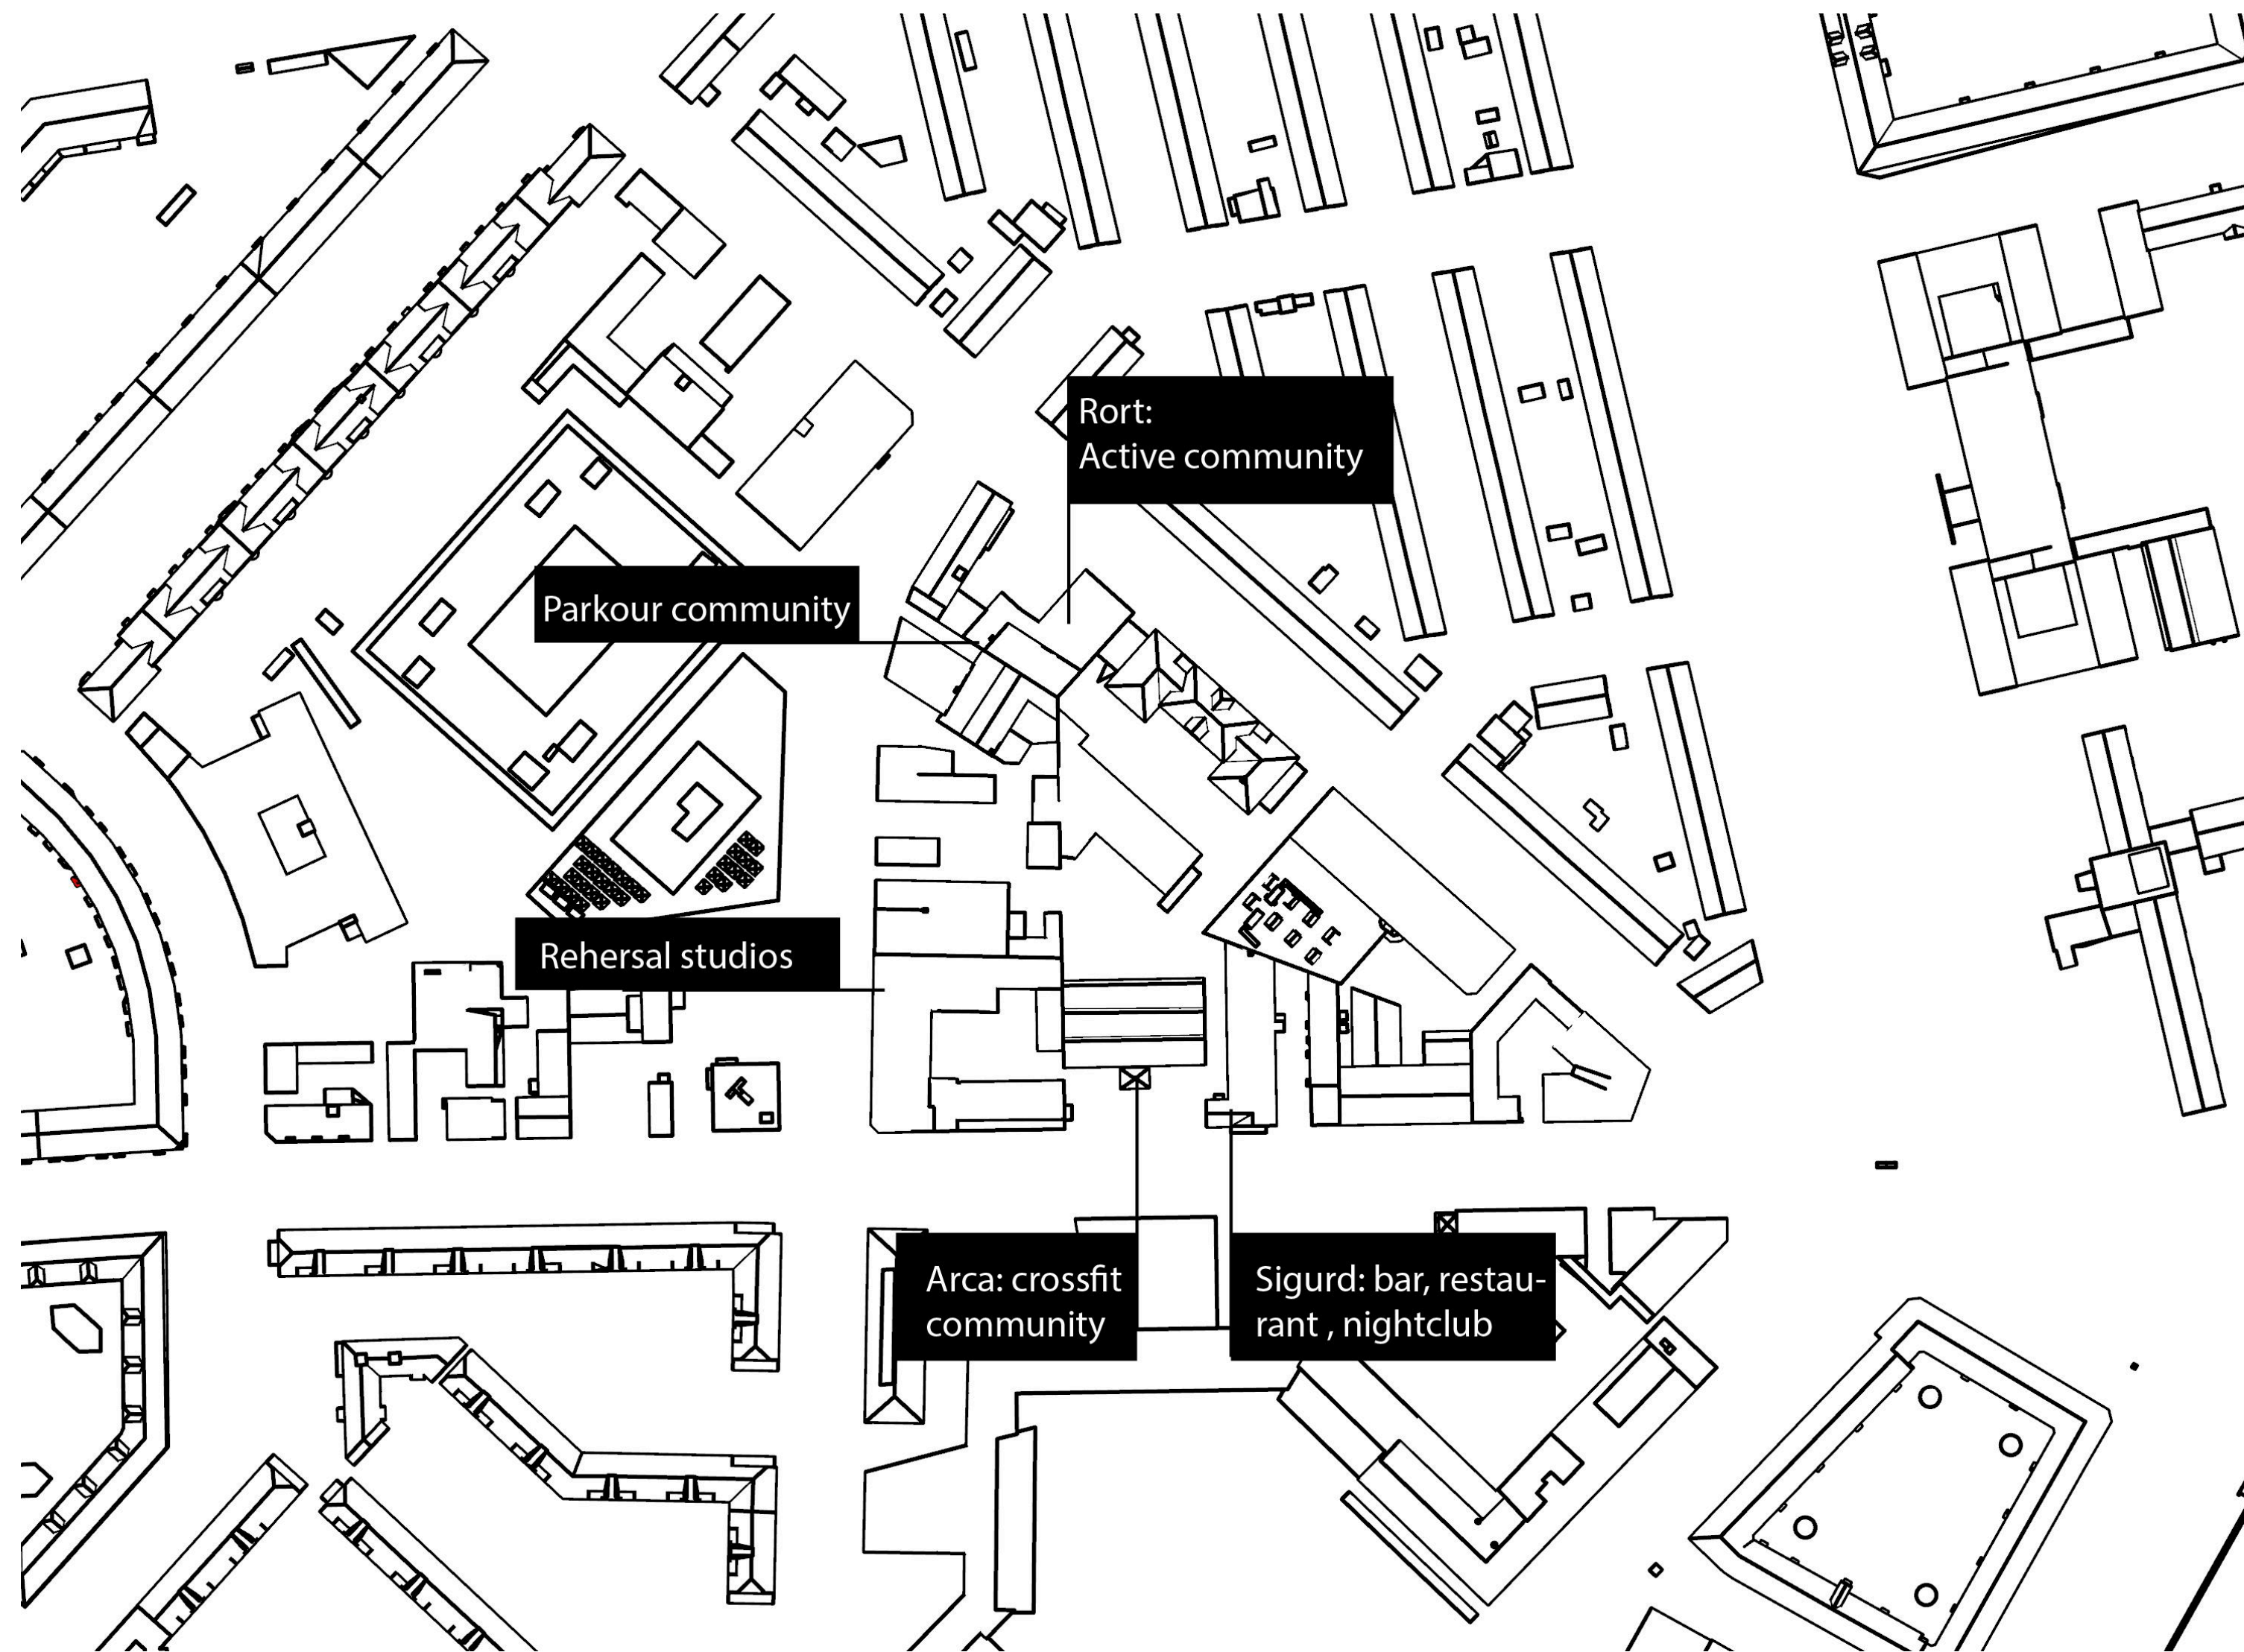 Rort:
Active community
Parkour community
Rehersal studios
Arca: crossfit
community
Sigurd: bar, restau-
rant , nightclub